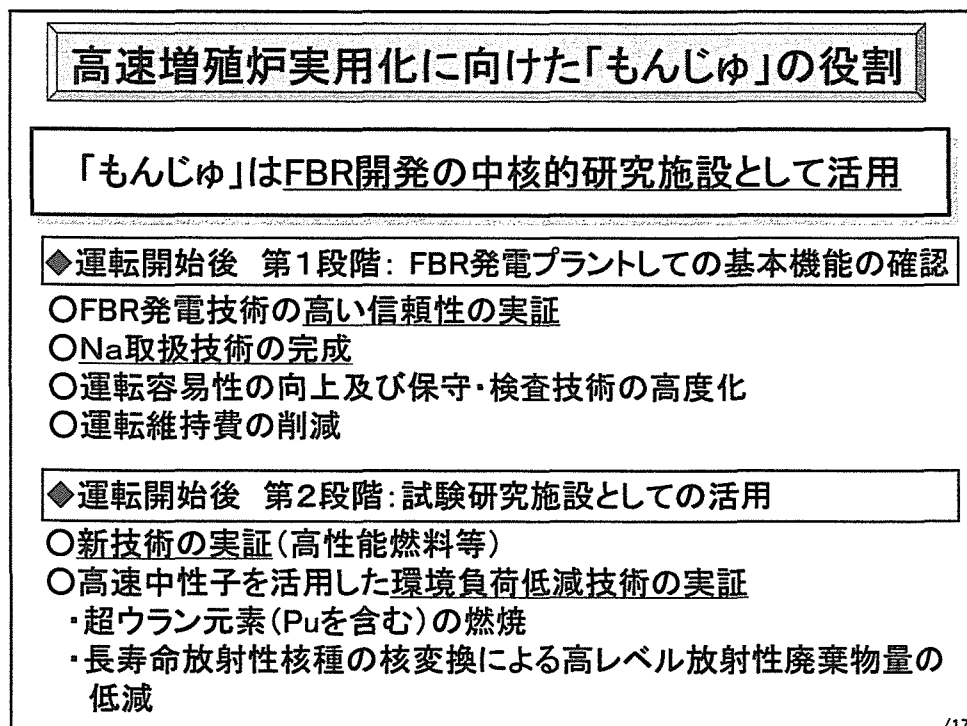 高速増殖炉実用化に向けた「もんじゅ」の役割
「もんじゅ」はFBR開発の中核的研究施設として活用
◆運転開始後 第1段階: FBR発電プラントしての基本機能の確認
○FBR発電技術の高い信頼性の実証
○Na取扱技術の完成
○運転容易性の向上及び保守・検査技術の高度化
○運転維持費の削減
◆運転開始後 第2段階:試験研究施設としての活用
○新技術の実証(高性能燃料等)
○高速中性子を活用した環境負荷低減技術の実証
・超ウラン元素(Puを含む)の燃焼
・長寿命放射性核種の核変換による高レベル放射性廃棄物量の
低減